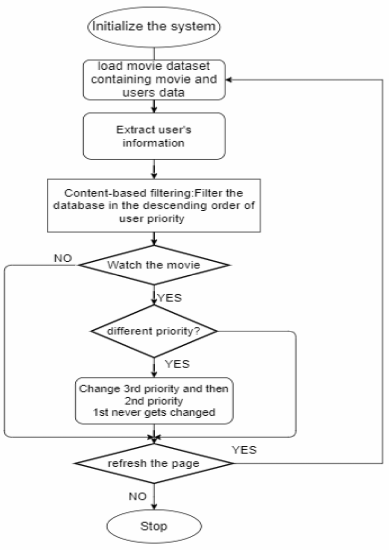 Initialize the system
load movie dataset
containing movie and
users data
Extract user's
information
Content-based filtering:Filter the
database in the descending order of
user priority
NO
Watch the movie
YES
different priority?
YES
Change 3rd priority and then
2nd priority
1st never gets changed
YES
refresh the page
NO
Stop